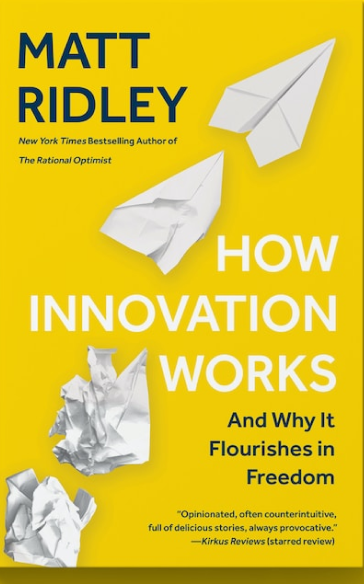 MATT
RIDLEY
New York Times Bestselling Author of
The Rational Optimist
HOW
INNOVATION
WORKS
And Why It
Flourishes in
Freedom
"Opinionated, often counterintuitive,
full of delicious stories, always provocative."
—Kirkus Reviews (starred review)